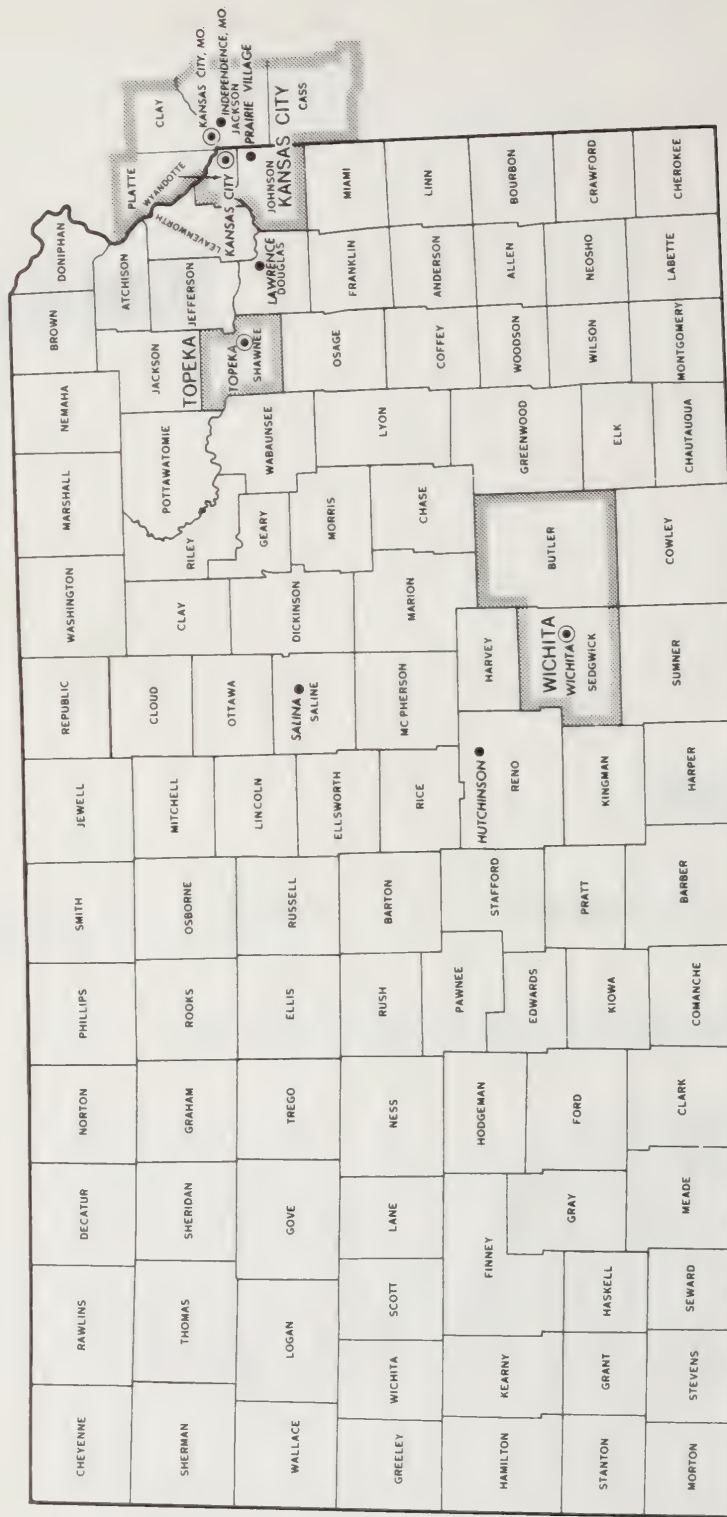 CHEYENNE
RAWLINS
DECATUR
NORTON
PHILLIPS
SMITH
JEWELL
REPUBLIC
WASHINGTON
MARSHALL
NEMAHA
BROWN
DONIPHAN
SHERMAN
THOMAS
SHERIDAN
GRAHAM
ROOKS
OSBORNE
MITCHELL
CLOUD
CLAY
RILEY
POTTAWATOMIE
JACKSON
ATCHISON
JEFFERSON
LEAVENWORTH
WYANDOTTE
PLATTE
CLAY
KANSAS CITY, MO.
INDEPENDENCE, MO.
JACKSON
PRAIRIE VILLAGE
KANSAS CITY
KANSAS CITY
CASS
JOHNSON
WALLACE
LOGAN
GOVE
TREGO
ELLIS
RUSSELL
LINCOLN
OTTAWA
ELLSWORTH
SALINA
SALINE
DICKINSON
GEARY
MORRIS
WABAUNSEE
TOPEKA
TOPEKA
SHAWNEE
LAWRENCE
DOUGLAS
GREELEY
WICHITA
SCOTT
LANE
NESS
RUSH
BARTON
RICE
MC PHERSON
MARION
CHASE
LYON
OSAGE
FRANKLIN
MIAMI
HAMILTON
KEARNY
FINNEY
HODGEMAN
PAWNEE
EDWARDS
STAFFORD
HUTCHINSON
RENO
HARVEY
BUTLER
GREENWOOD
COFFEY
ANDERSON
LINN
STANTON
GRANT
HASKELL
GRAY
FORD
KIOWA
PRATT
KINGMAN
WICHITA
WICHITA
SEDGWICK
ELK
WOODSON
ALLEN
BOURBON
WILSON
NEOSHO
CRAWFORD
MORTON
STEVENS
SEWARD
MEADE
CLARK
COMANCHE
BARBER
HARPER
SUMNER
COWLEY
CHAUTAUQUA
MONTGOMERY
LABETTE
CHEROKEE